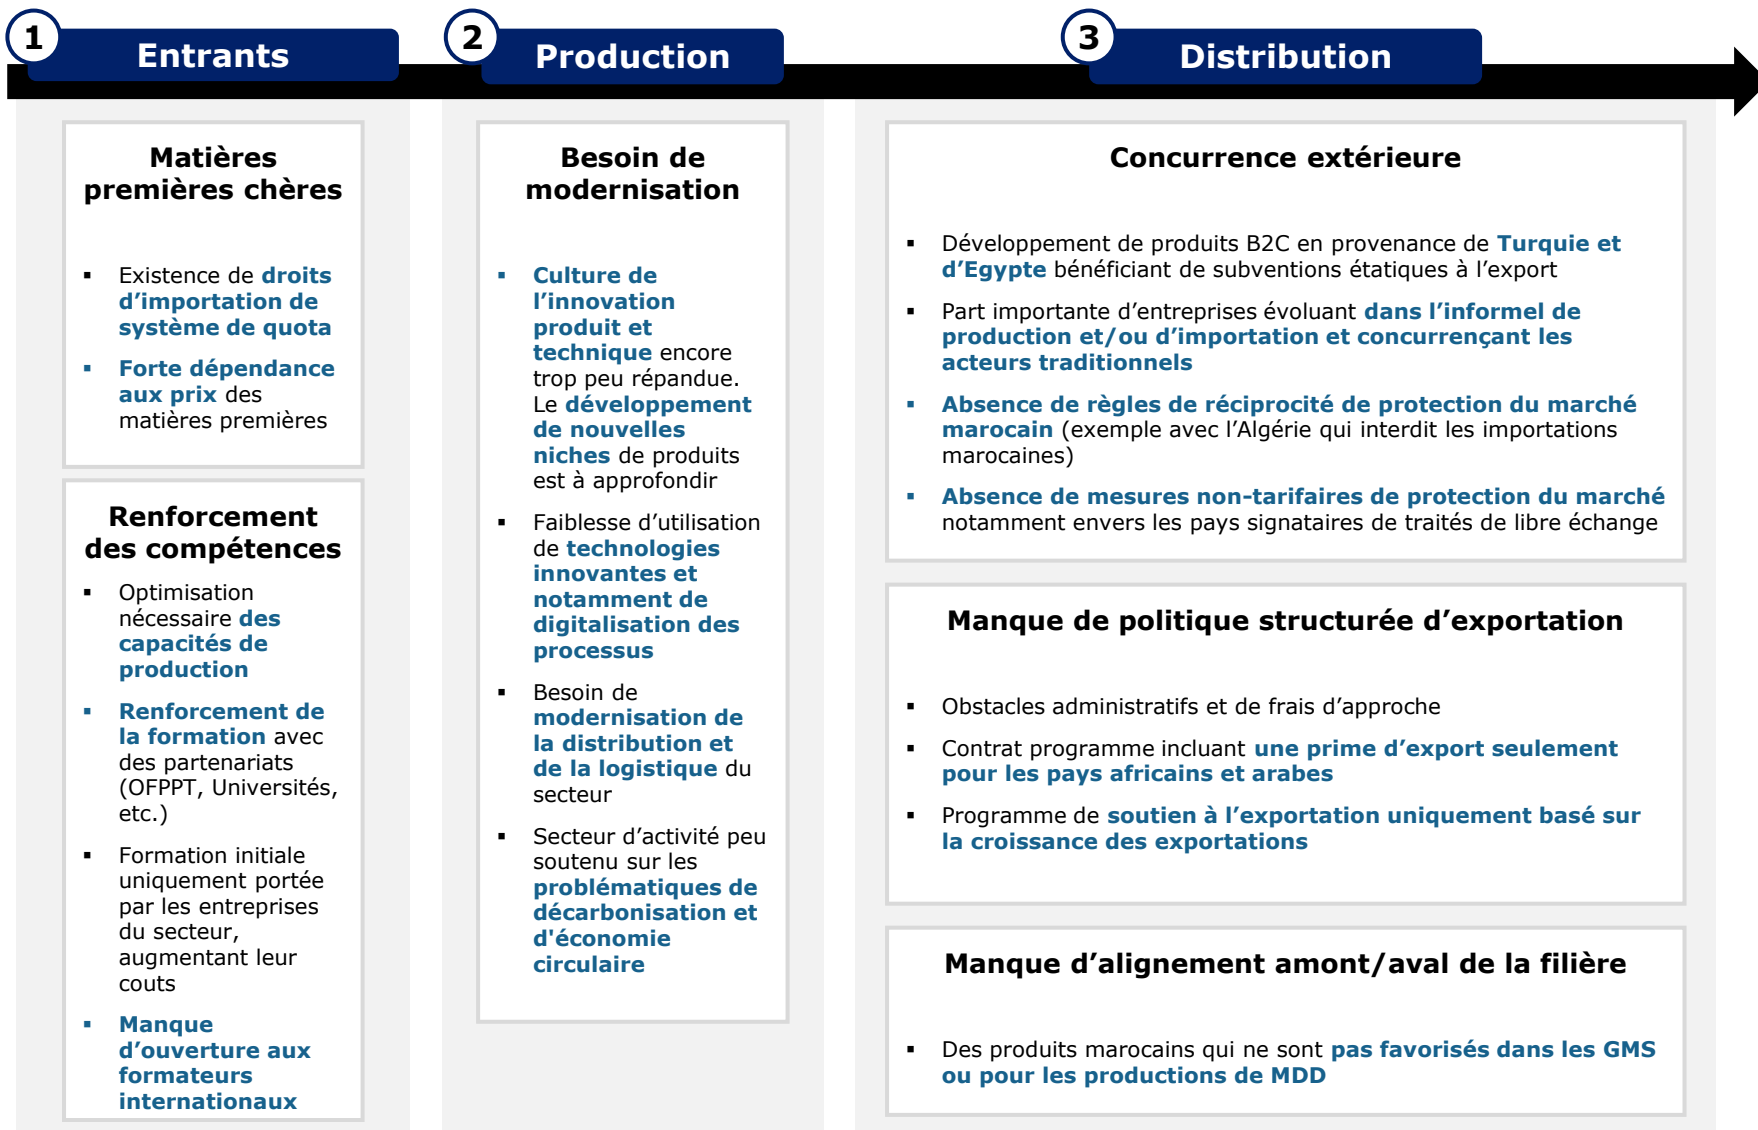 1
Entrants
Matières
premières chères
▪ Existence de droits
d’importation de
système de quota
▪ Forte dépendance
aux prix des
matières premières
Renforcement
des compétences
▪ Optimisation
nécessaire des
capacités de
production
▪ Renforcement de
la formation avec
des partenariats
(OFPPT, Universités,
etc.)
▪ Formation initiale
uniquement portée
par les entreprises
du secteur,
augmentant leur
couts
▪ Manque
d’ouverture aux
formateurs
internationaux
2
Production
Besoin de
modernisation
▪ Culture de
l’innovation
produit et
technique encore
trop peu répandue.
Le développement
de nouvelles
niches de produits
est à approfondir
▪ Faiblesse d’utilisation
de technologies
innovantes et
notamment de
digitalisation des
processus
▪ Besoin de
modernisation de
la distribution et
de la logistique du
secteur
▪ Secteur d’activité peu
soutenu sur les
problématiques de
décarbonisation et
d'économie
circulaire
3
Distribution
Concurrence extérieure
▪ Développement de produits B2C en provenance de Turquie et
d’Egypte bénéficiant de subventions étatiques à l’export
▪ Part importante d’entreprises évoluant dans l’informel de
production et/ou d’importation et concurrençant les
acteurs traditionnels
▪ Absence de règles de réciprocité de protection du marché
marocain (exemple avec l’Algérie qui interdit les importations
marocaines)
▪ Absence de mesures non-tarifaires de protection du marché
notamment envers les pays signataires de traités de libre échange
Manque de politique structurée d’exportation
▪ Obstacles administratifs et de frais d’approche
▪ Contrat programme incluant une prime d’export seulement
pour les pays africains et arabes
▪ Programme de soutien à l’exportation uniquement basé sur
la croissance des exportations
Manque d’alignement amont/aval de la filière
▪ Des produits marocains qui ne sont pas favorisés dans les GMS
ou pour les productions de MDD